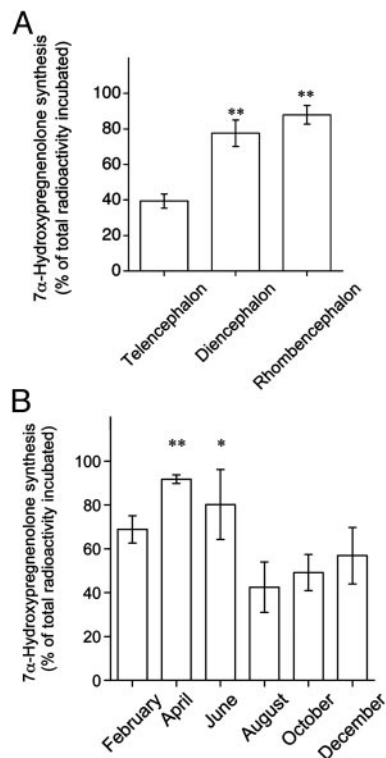 A
7α-Hydroxypregnenolone synthesis
(% of total radioactivity incubated)
100
80
60
40
20
0
**
**
Telencephalon
Diencephalon
Rhombencephalon
B
7α-Hydroxypregnenolone synthesis
(% of total radioactivity incubated)
100
80
60
40
20
0
**
*
February
April
June
August
October
December